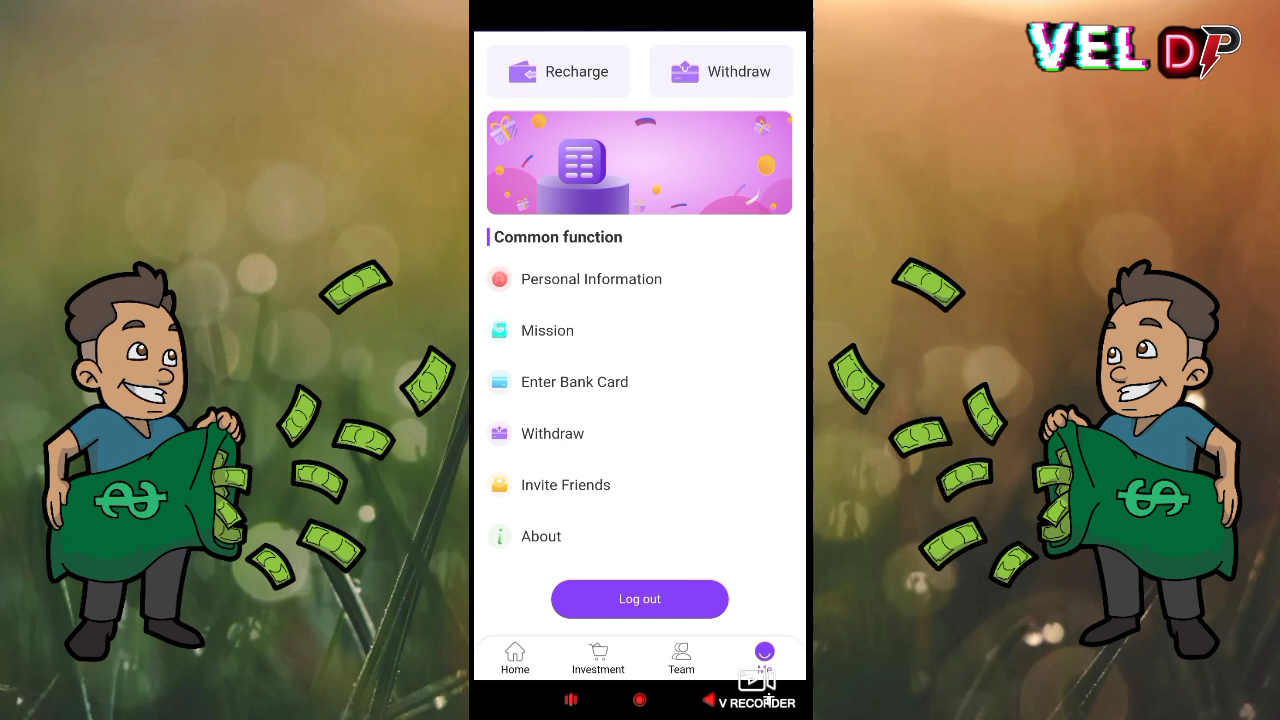 VEL DP
Recharge
Withdraw
Common function
Personal Information
Mission
Enter Bank Card
Withdraw
Invite Friends
About
Log out
Home
Investment
Team
Me
V RECORDER
$
$